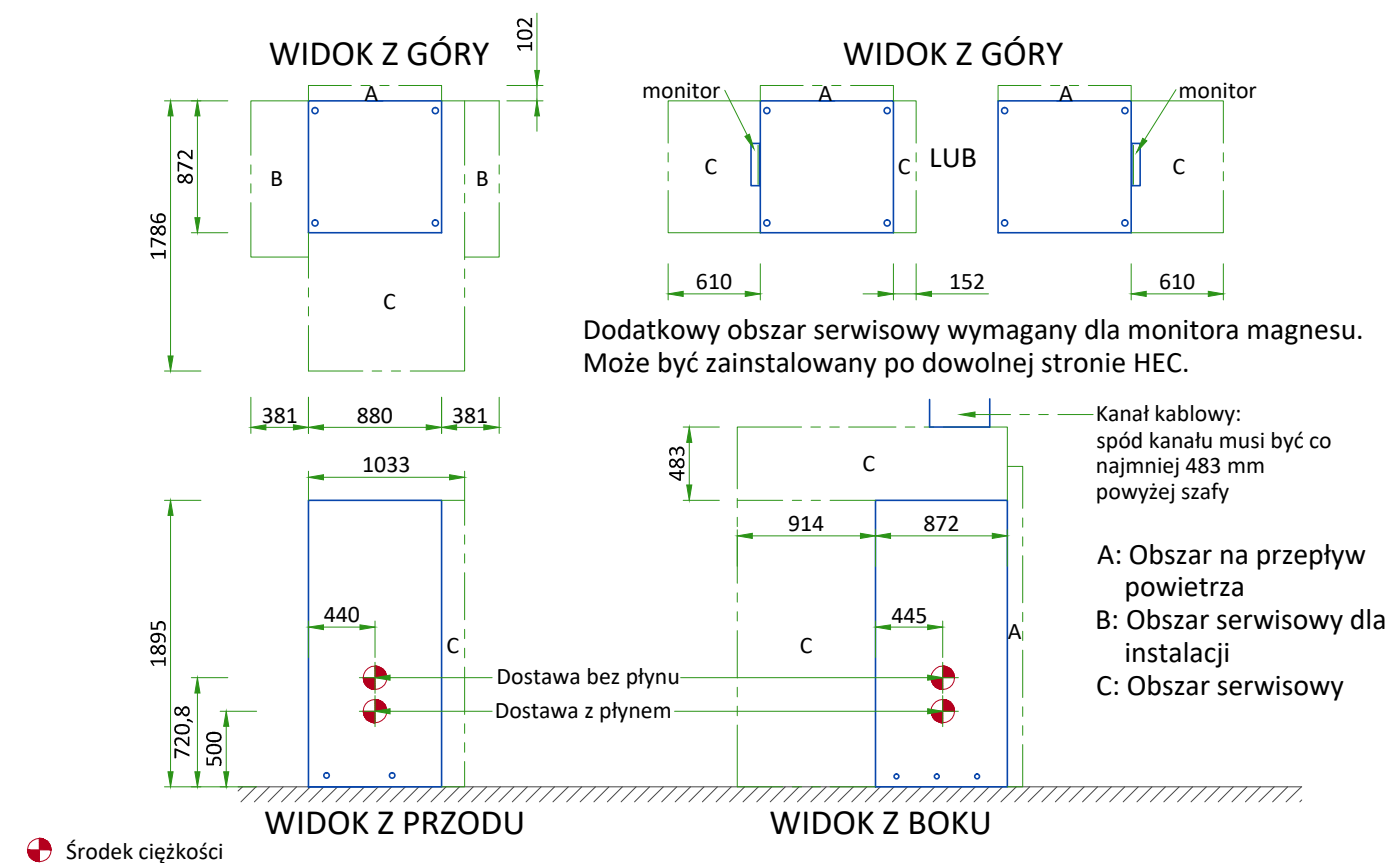 WIDOK Z GÓRY
102
A
872
1786
B
B
C
381
880
381
WIDOK Z GÓRY
monitor
A
C
C
LUB
A
monitor
C
610
152
610
Dodatkowy obszar serwisowy wymagany dla monitora magnesu.
Może być zainstalowany po dowolnej stronie HEC.
1033
1895
440
C
720,8
500
Dostawa bez płynu
Dostawa z płynem
WIDOK Z PRZODU
483
C
914
872
445
C
A
WIDOK Z BOKU
Kanał kablowy:
spód kanału musi być co
najmniej 483 mm
powyżej szafy
A: Obszar na przepływ
powietrza
B: Obszar serwisowy dla
instalacji
C: Obszar serwisowy
Środek ciężkości